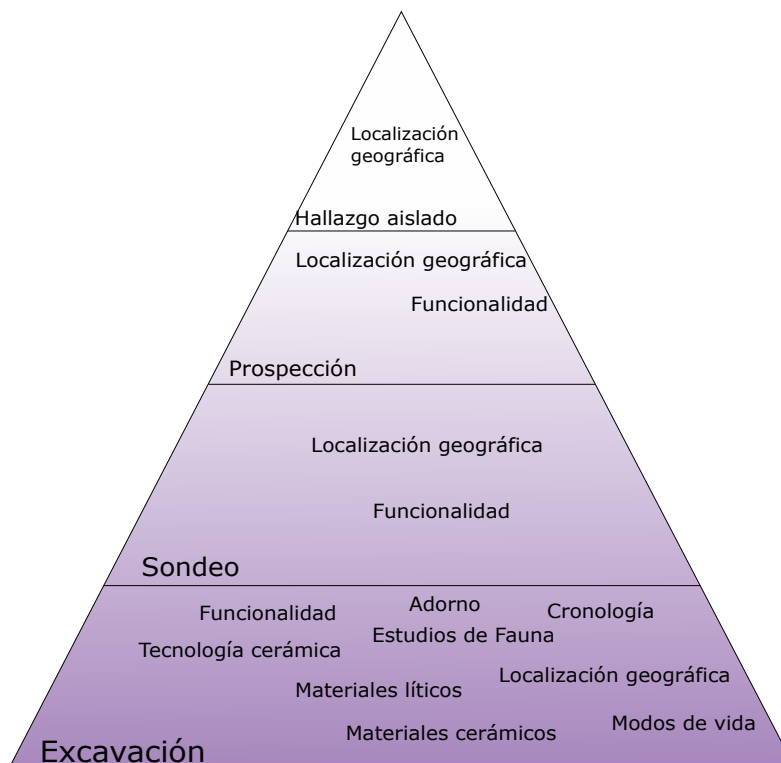 Localización
geográfica
Hallazgo aislado
Localización geográfica
Funcionalidad
Prospección
Localización geográfica
Funcionalidad
Sondeo
Funcionalidad
Adorno
Cronología
Tecnología cerámica
Estudios de Fauna
Materiales líticos
Localización geográfica
Materiales cerámicos
Modos de vida
Excavación